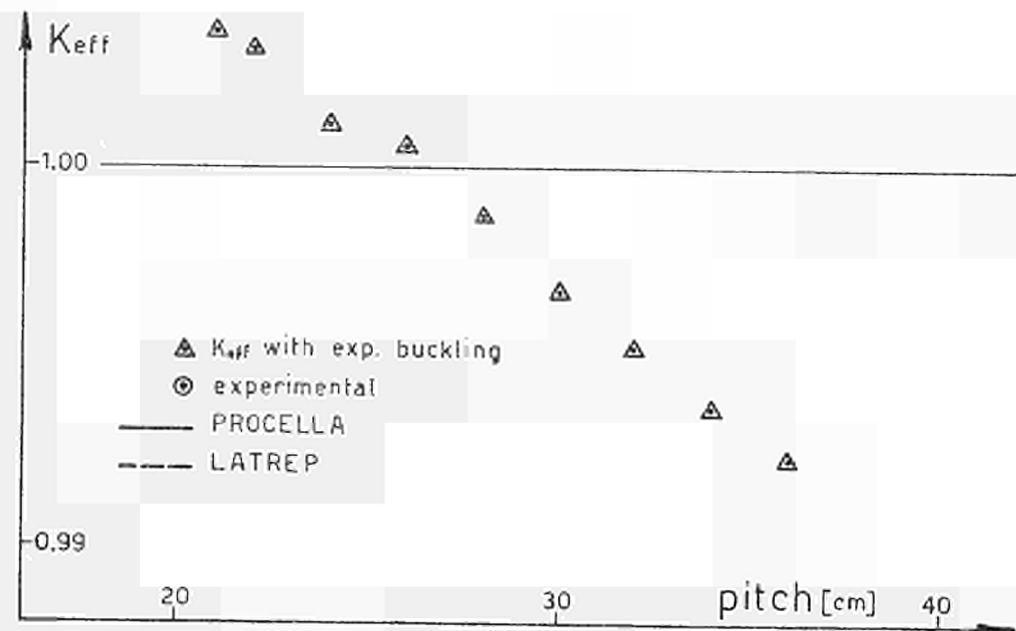 Keff
1.00
Keff with exp. buckling
experimental
PROCELLA
LATREP
0.99
20
30
pitch [cm]
40